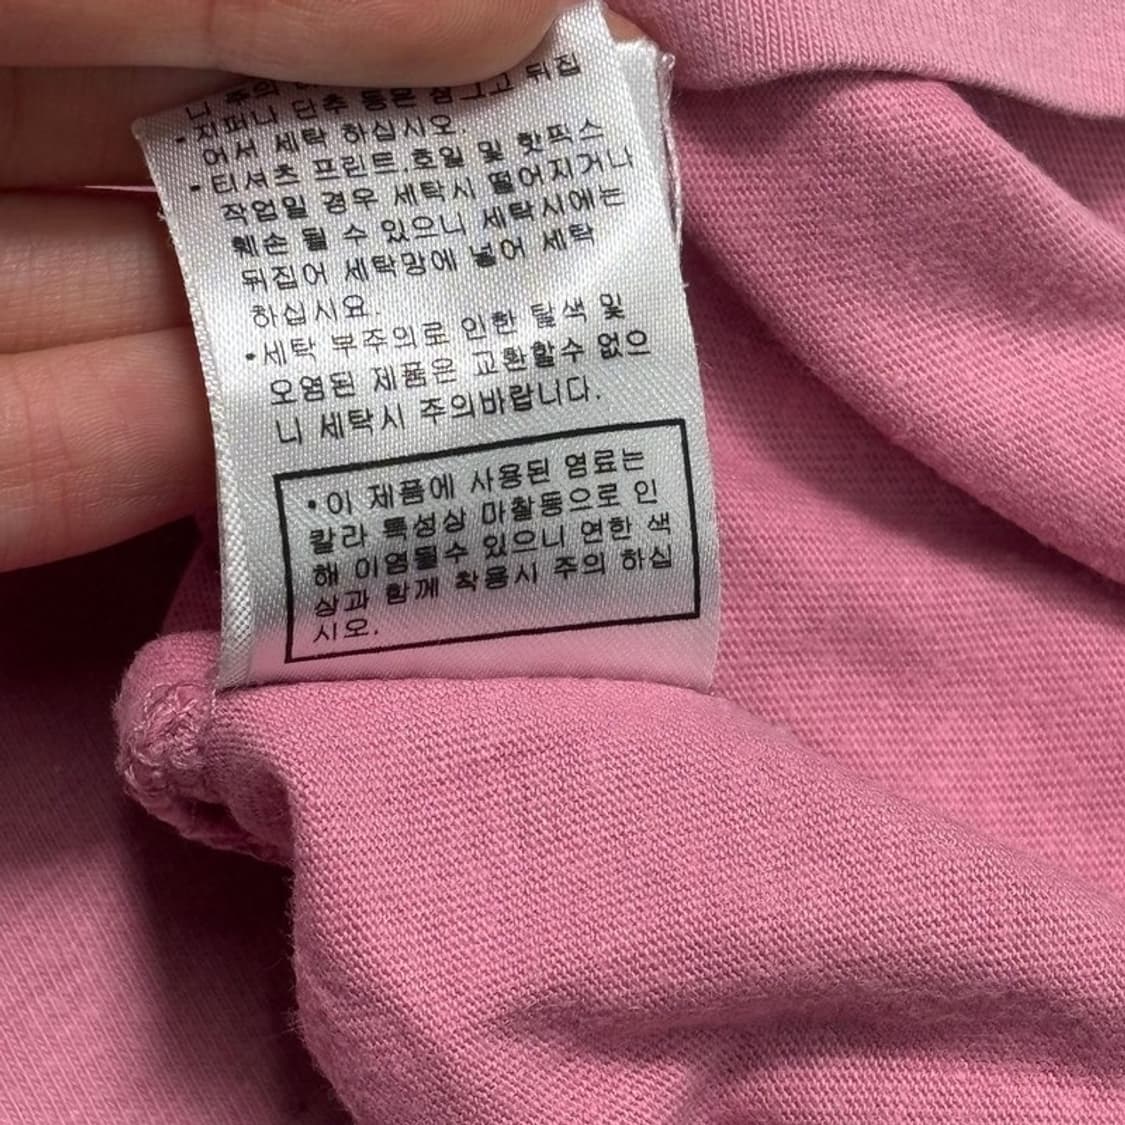 니 주의
• 지퍼나 단추 등은 잠그고 뒤집
어서 세탁 하십시오.
• 티셔츠 프린트.호일 및 핫픽스
작업일 경우 세탁시 떨어지거나
훼손 될 수 있으니 세탁시에는
뒤집어 세탁망에 넣어 세탁
하십시요.
• 세탁 부주의로 인한 탈색 및
오염된 제품은 교환할수 없으
니 세탁시 주의바랍니다.
• 이 제품에 사용된 염료는
칼라 특성상 마찰등으로 인
해 이염될수 있으니 연한 색
상과 함께 착용시 주의 하십
시오.